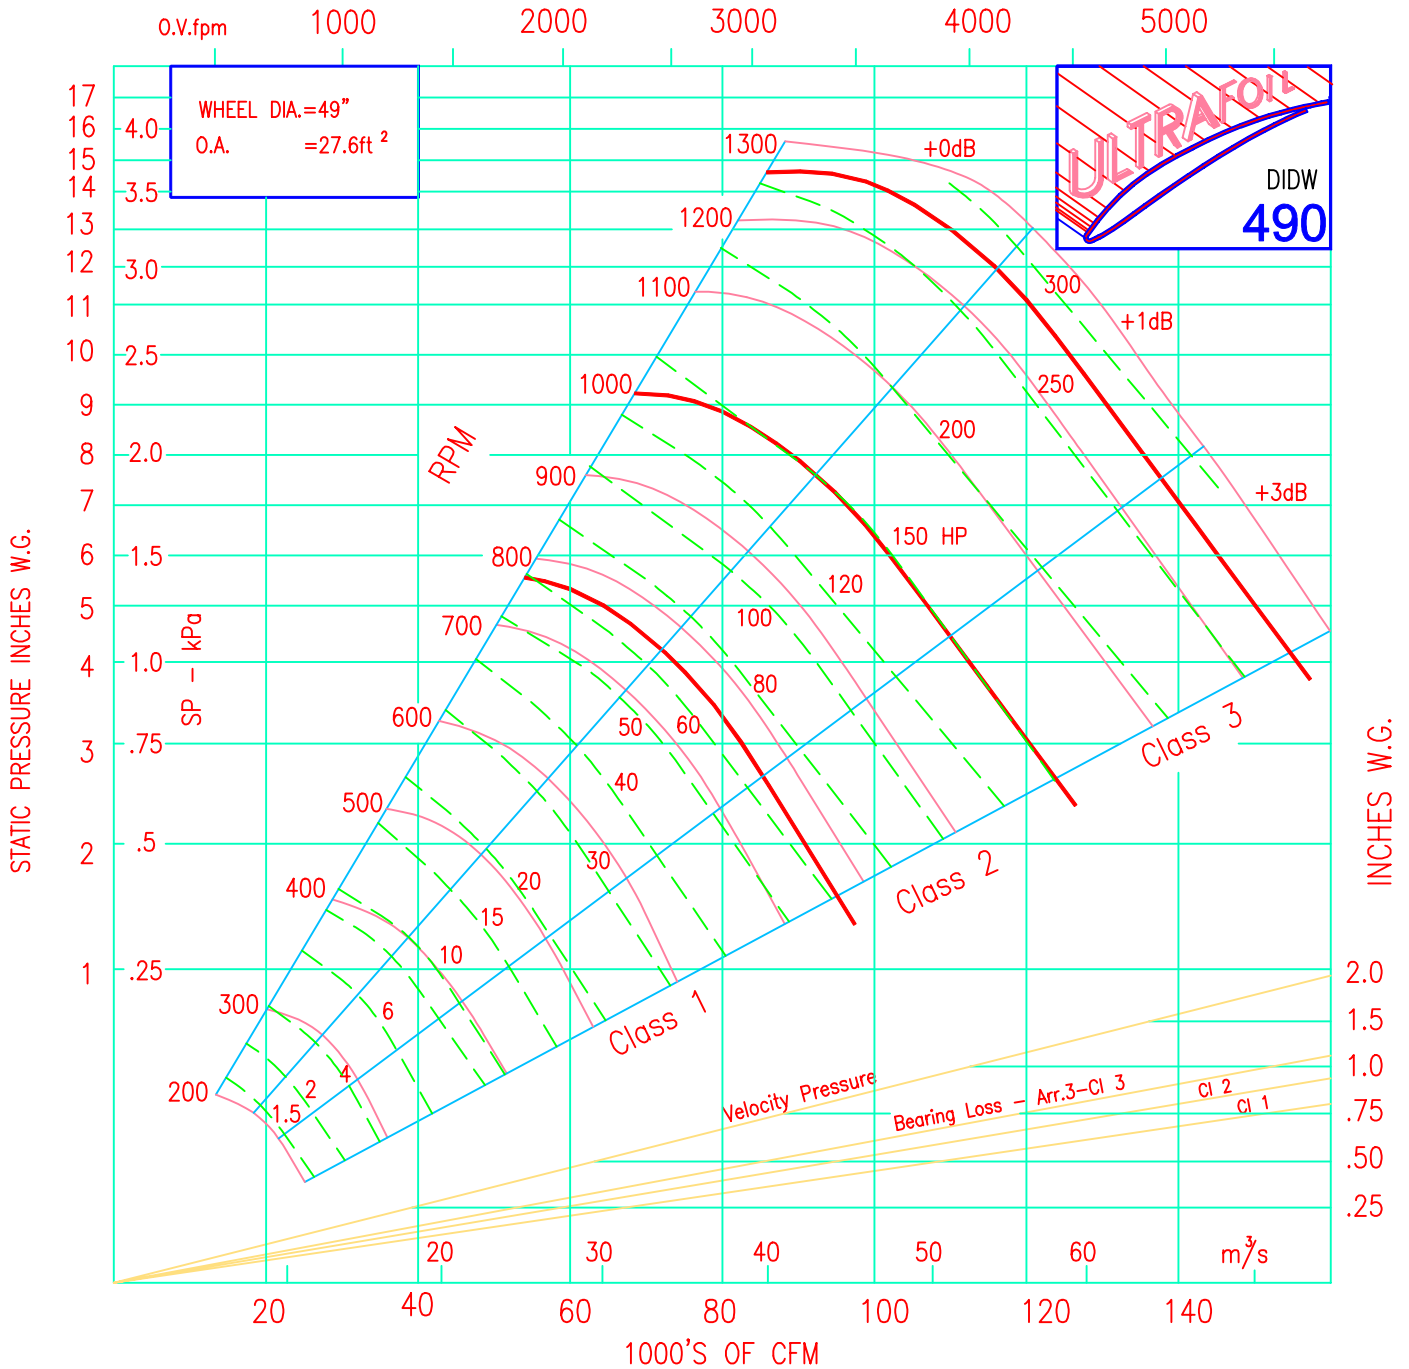 O.V.fpm 1000 2000 3000 4000 5000
WHEEL DIA.=49"
O.A. =27.6ft 2
ULTRAFOIL
DIDW
490
17
16
15
14
13
12
11
10
9
8
7
6
5
4
3
2
1
4.0
3.5
3.0
2.5
2.0
1.5
1.0
.75
.5
.25
STATIC PRESSURE INCHES W.G.
SP - kPa
RPM
1300
1200
1100
1000
900
800
700
600
500
400
300
200
+0dB
+1dB
+3dB
300
250
200
150 HP
120
100
80
60
50
40
30
20
15
10
6
4
2
1.5
Class 3
Class 2
Class 1
Velocity Pressure
Bearing Loss - Arr.3-Cl 3
Cl 2
Cl 1
INCHES W.G.
2.0
1.5
1.0
.75
.50
.25
20 30 40 50 60 m3/s
20 40 60 80 100 120 140
1000'S OF CFM